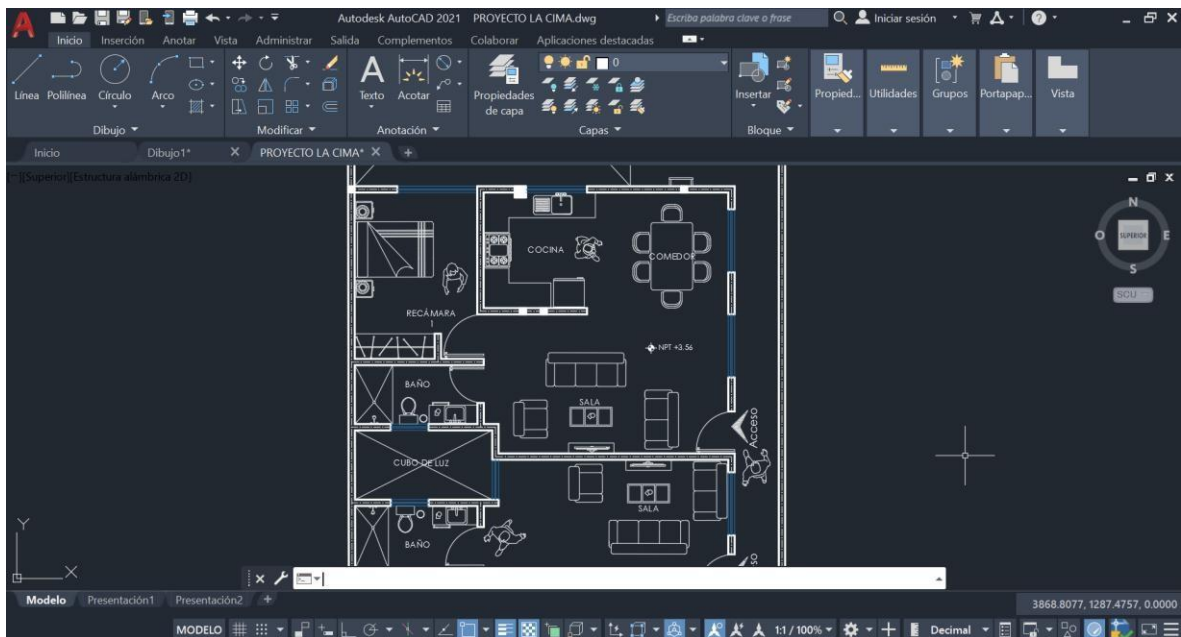 Autodesk AutoCAD 2021 PROYECTO LA CIMA.dwg
Escriba palabra clave o frase
Iniciar sesión
Inicio Inserción Anotar Vista Administrar Salida Complementos Colaborar Aplicaciones destacadas
0
Línea Polilínea Círculo Arco
Texto Acotar
Propiedades de capa
Insertar
Propied... Utilidades Grupos Portapap... Vista
Dibujo Modificar Anotación Capas Bloque
Inicio Dibujo1* PROYECTO LA CIMA*
[-][Superior][Estructura alámbrica 2D]
N
O SUPERIOR E
S
SCU
COCINA
COMEDOR
RECÁMARA
1
NPT +3.56
BAÑO
SALA
Acceso
CUBO DE LUZ
SALA
BAÑO
Y
X
Modelo Presentación1 Presentación2
3868.8077, 1287.4757, 0.0000
MODELO 1:1 / 100% Decimal